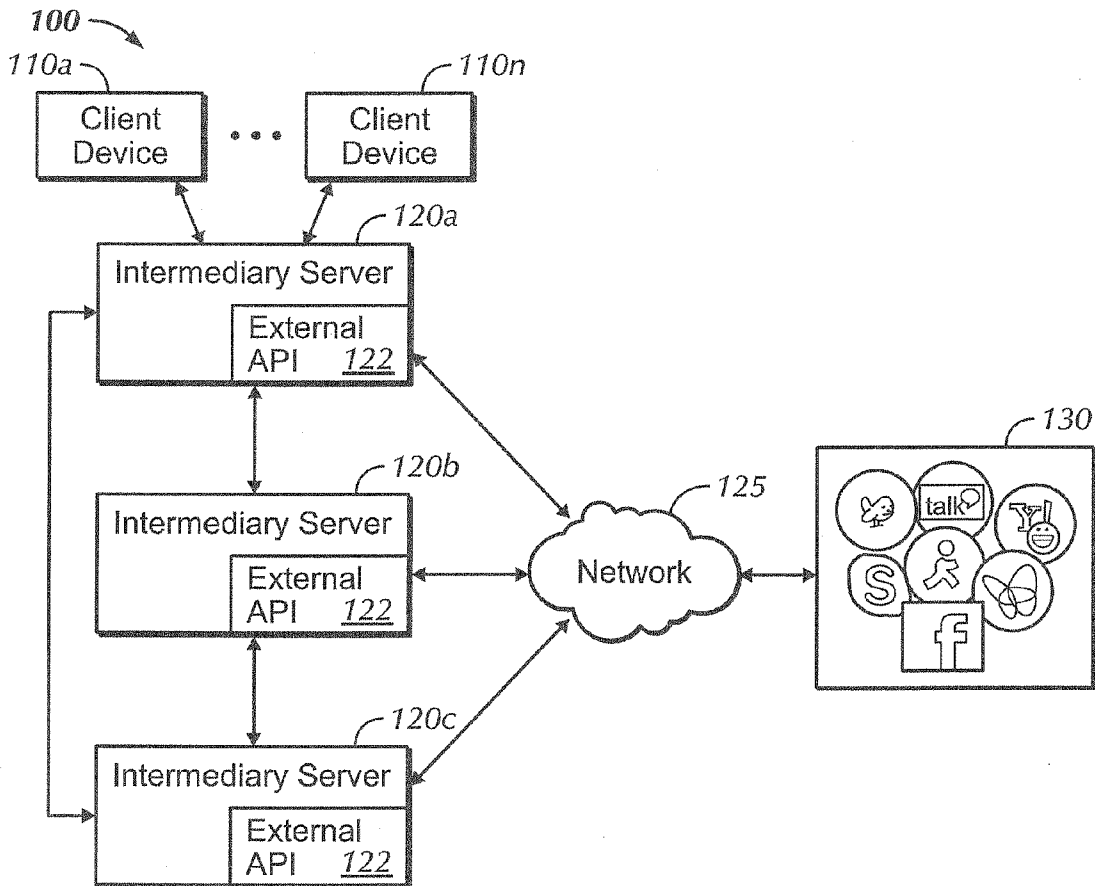 100
110a
110n
Client
Device
Client
Device
120a
Intermediary Server
External
API 122
120b
Intermediary Server
External
API 122
125
Network
130
talk
Y!
S
f
120c
Intermediary Server
External
API 122